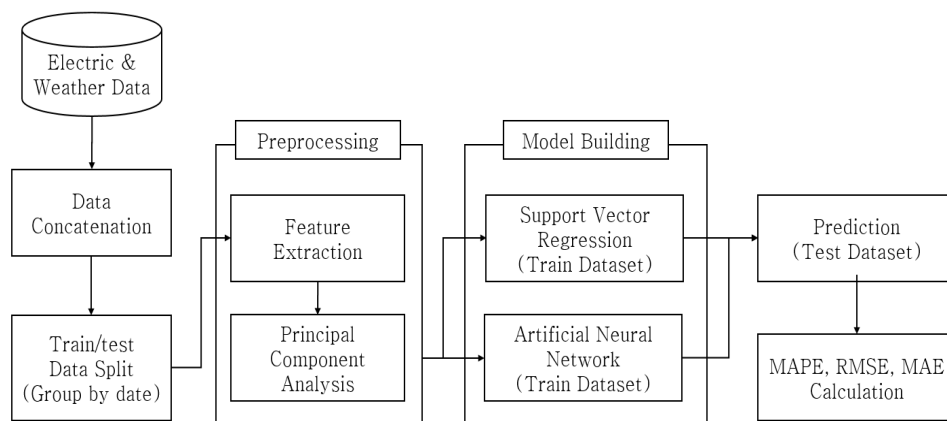 Electric &
Weather Data
Data
Concatenation
Train/test
Data Split
(Group by date)
Preprocessing
Feature
Extraction
Principal
Component
Analysis
Model Building
Support Vector
Regression
(Train Dataset)
Artificial Neural
Network
(Train Dataset)
Prediction
(Test Dataset)
MAPE, RMSE, MAE
Calculation